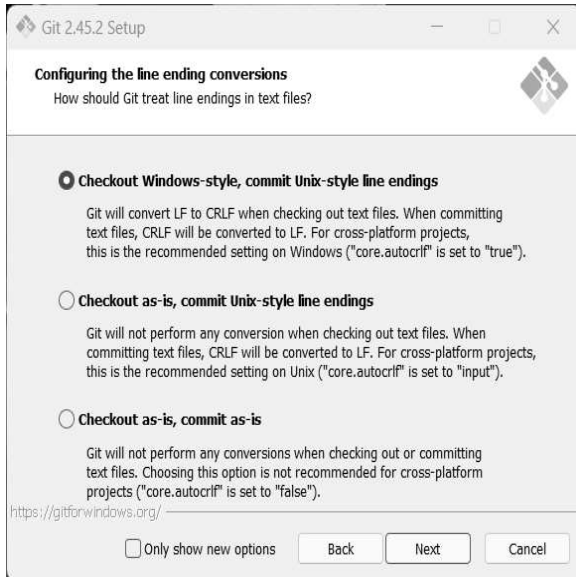 Git 2.45.2 Setup
Configuring the line ending conversions
How should Git treat line endings in text files?
Checkout Windows-style, commit Unix-style line endings
Git will convert LF to CRLF when checking out text files. When committing
text files, CRLF will be converted to LF. For cross-platform projects,
this is the recommended setting on Windows ("core.autocrlf" is set to "true").
Checkout as-is, commit Unix-style line endings
Git will not perform any conversion when checking out text files. When
committing text files, CRLF will be converted to LF. For cross-platform projects,
this is the recommended setting on Unix ("core.autocrlf" is set to "input").
Checkout as-is, commit as-is
Git will not perform any conversions when checking out or committing
text files. Choosing this option is not recommended for cross-platform
projects ("core.autocrlf" is set to "false").
https://gitforwindows.org/
Only show new options Back Next Cancel